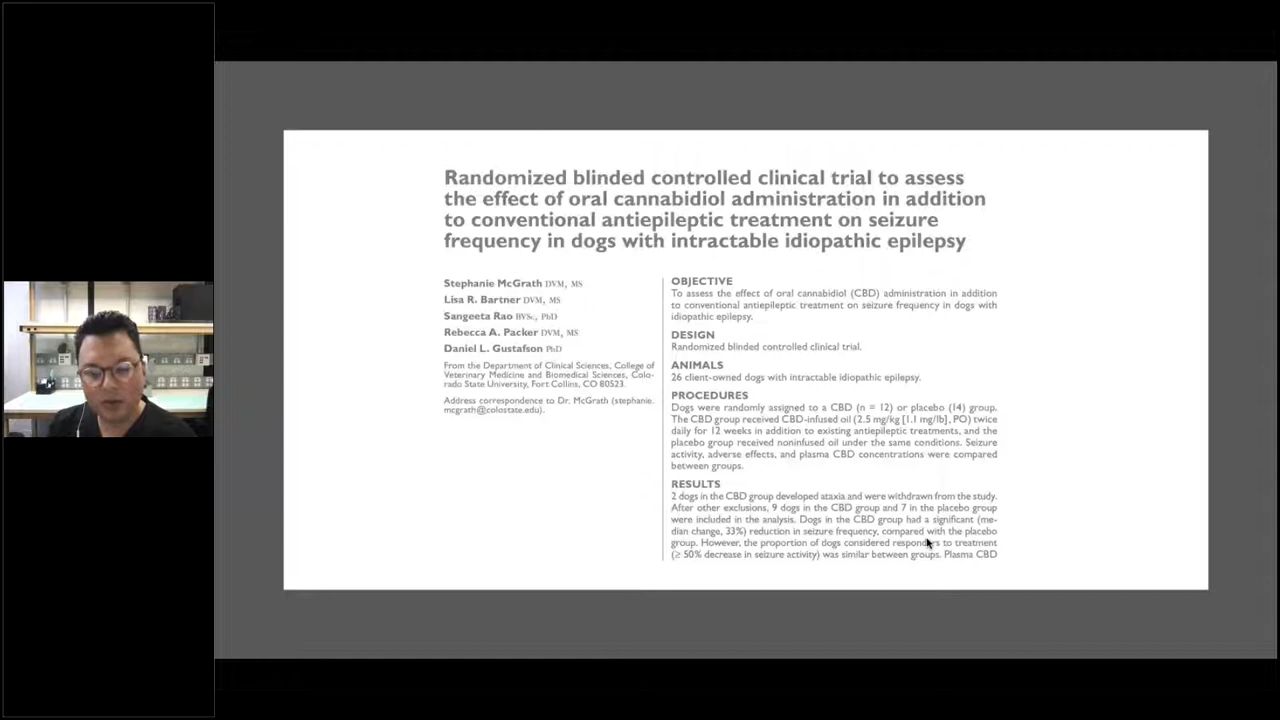 Randomized blinded controlled clinical trial to assess
the effect of oral cannabidiol administration in addition
to conventional antiepileptic treatment on seizure
frequency in dogs with intractable idiopathic epilepsy
Stephanie McGrath DVM, MS
Lisa R. Bartner DVM, MS
Sangeeta Rao BVSc, PhD
Rebecca A. Packer DVM, MS
Daniel L. Gustafson PhD
From the Department of Clinical Sciences, College of
Veterinary Medicine and Biomedical Sciences, Colo-
rado State University, Fort Collins, CO 80523.
Address correspondence to Dr. McGrath (stephanie.
mcgrath@colostate.edu).
OBJECTIVE
To assess the effect of oral cannabidiol (CBD) administration in addition
to conventional antiepileptic treatment on seizure frequency in dogs with
idiopathic epilepsy.
DESIGN
Randomized blinded controlled clinical trial.
ANIMALS
26 client-owned dogs with intractable idiopathic epilepsy.
PROCEDURES
Dogs were randomly assigned to a CBD (n = 12) or placebo (14) group.
The CBD group received CBD-infused oil (2.5 mg/kg [1.1 mg/lb], PO) twice
daily for 12 weeks in addition to existing antiepileptic treatments, and the
placebo group received noninfused oil under the same conditions. Seizure
activity, adverse effects, and plasma CBD concentrations were compared
between groups.
RESULTS
2 dogs in the CBD group developed ataxia and were withdrawn from the study.
After other exclusions, 9 dogs in the CBD group and 7 in the placebo group
were included in the analysis. Dogs in the CBD group had a significant (me-
dian change, 33%) reduction in seizure frequency, compared with the placebo
group. However, the proportion of dogs considered responders to treatment
(≥ 50% decrease in seizure activity) was similar between groups. Plasma CBD